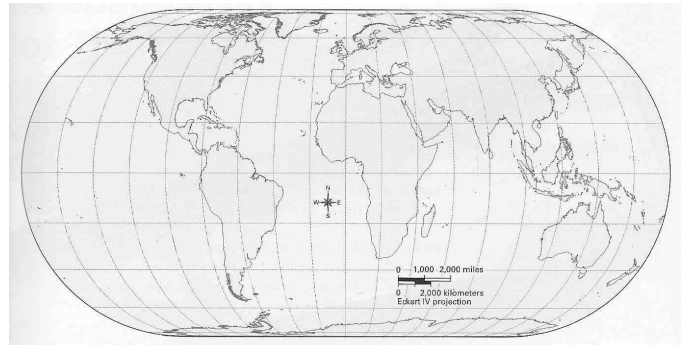 N
W E
S
0 1,000 2,000 miles
0 2,000 kilometers
Eckert IV projection